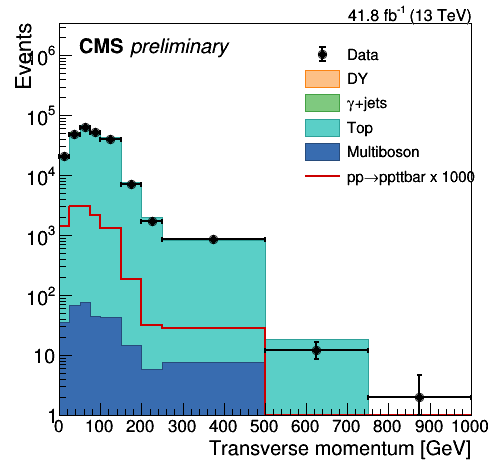 41.8 fb⁻¹ (13 TeV)
CMS preliminary
Events
Data
DY
γ+jets
Top
Multiboson
pp→ppttbar x 1000
10⁶
10⁵
10⁴
10³
10²
10
1
0 100 200 300 400 500 600 700 800 900 1000
Transverse momentum [GeV]